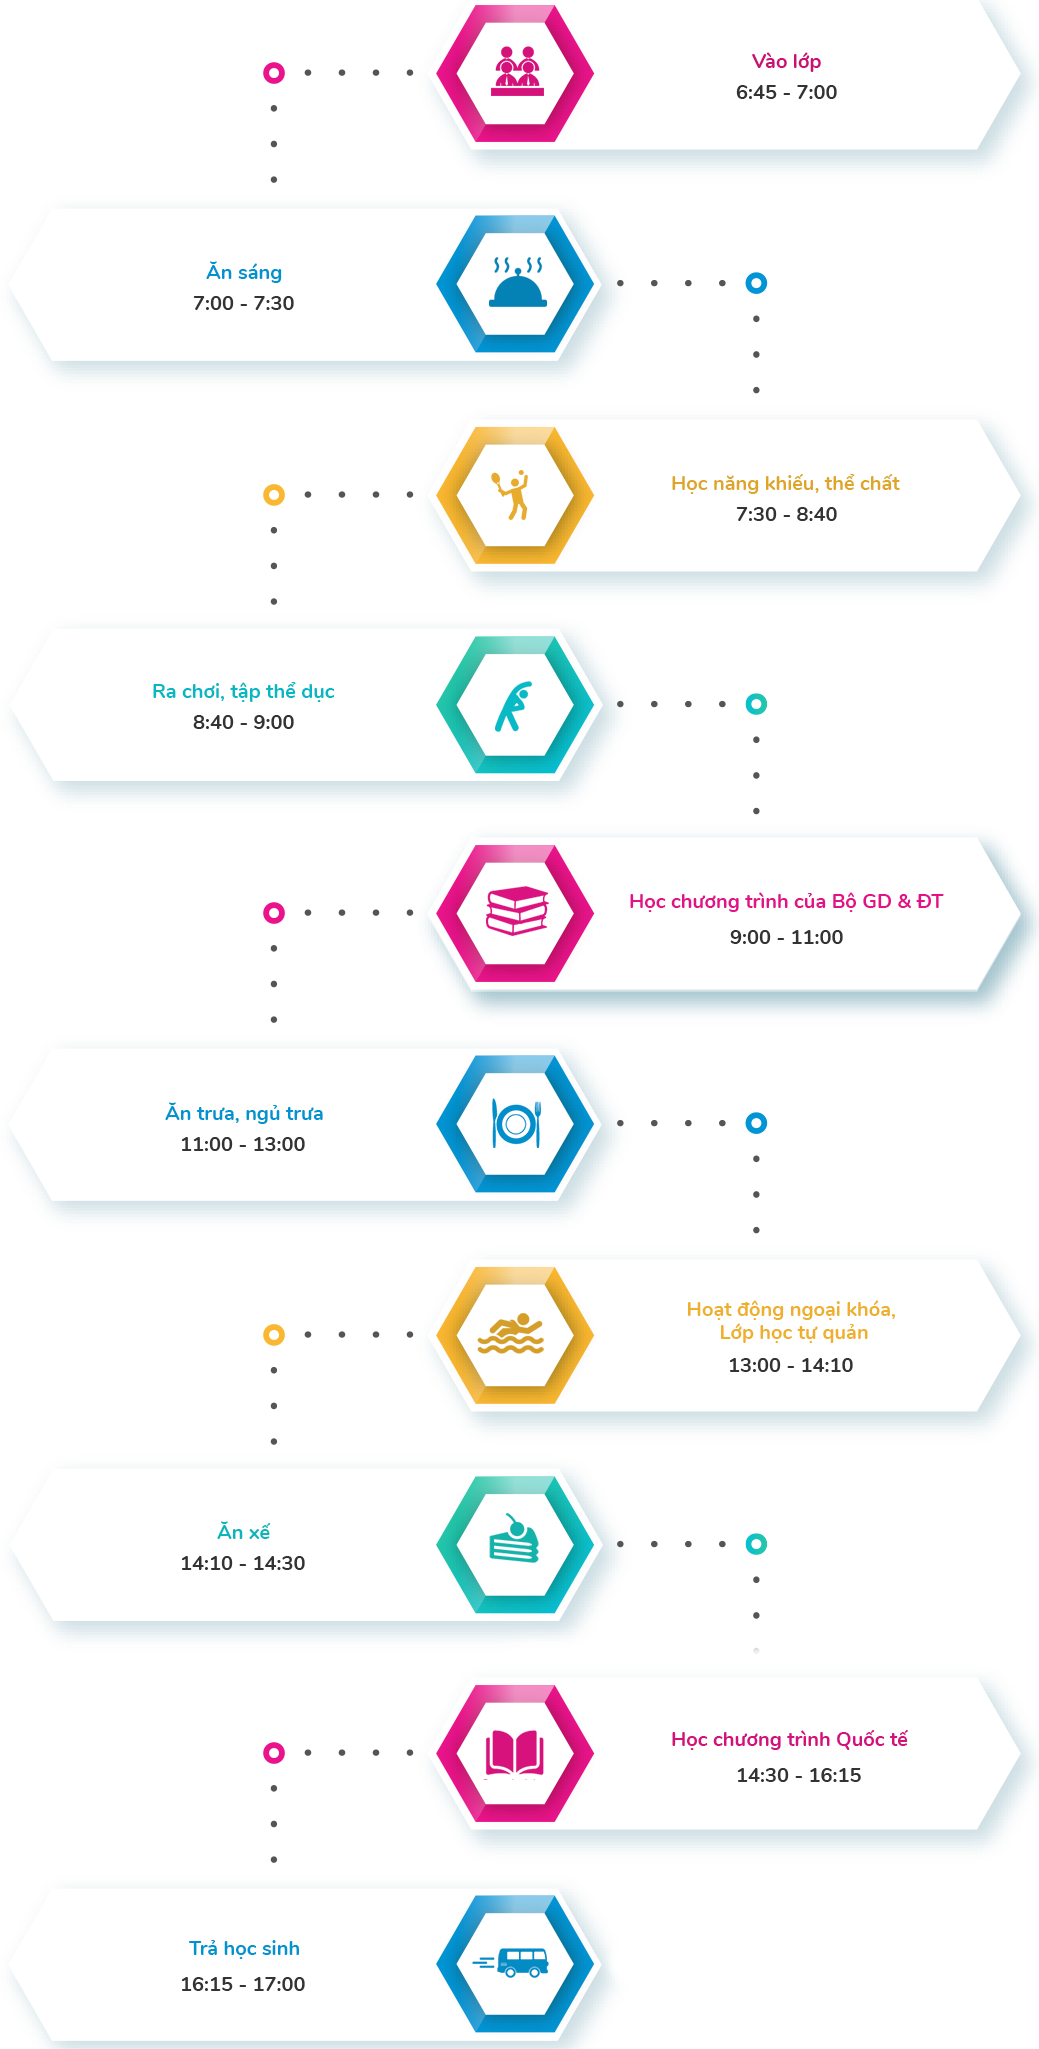 Vào lớp
6:45 - 7:00
Ăn sáng
7:00 - 7:30
Học năng khiếu, thể chất
7:30 - 8:40
Ra chơi, tập thể dục
8:40 - 9:00
Học chương trình của Bộ GD & ĐT
9:00 - 11:00
Ăn trưa, ngủ trưa
11:00 - 13:00
Hoạt động ngoại khóa,
Lớp học tự quản
13:00 - 14:10
Ăn xế
14:10 - 14:30
Học chương trình Quốc tế
14:30 - 16:15
Trả học sinh
16:15 - 17:00